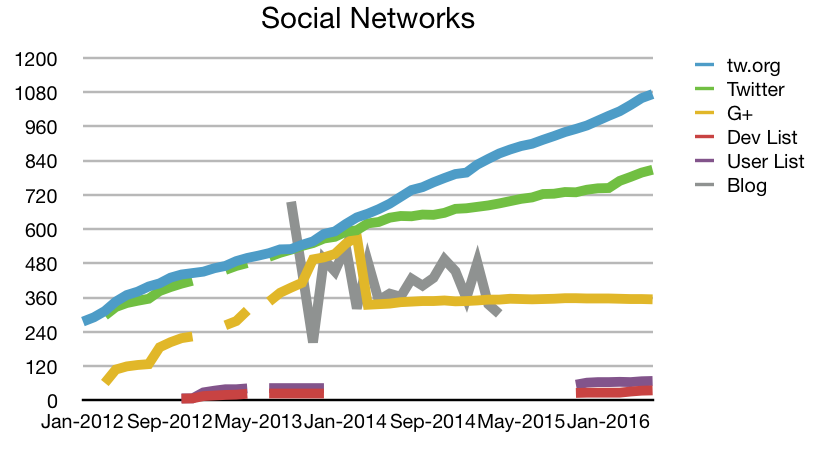 Social Networks
1200
1080
960
840
720
600
480
360
240
120
0
Jan-2012 Sep-2012 May-2013 Jan-2014 Sep-2014 May-2015 Jan-2016
tw.org
Twitter
G+
Dev List
User List
Blog